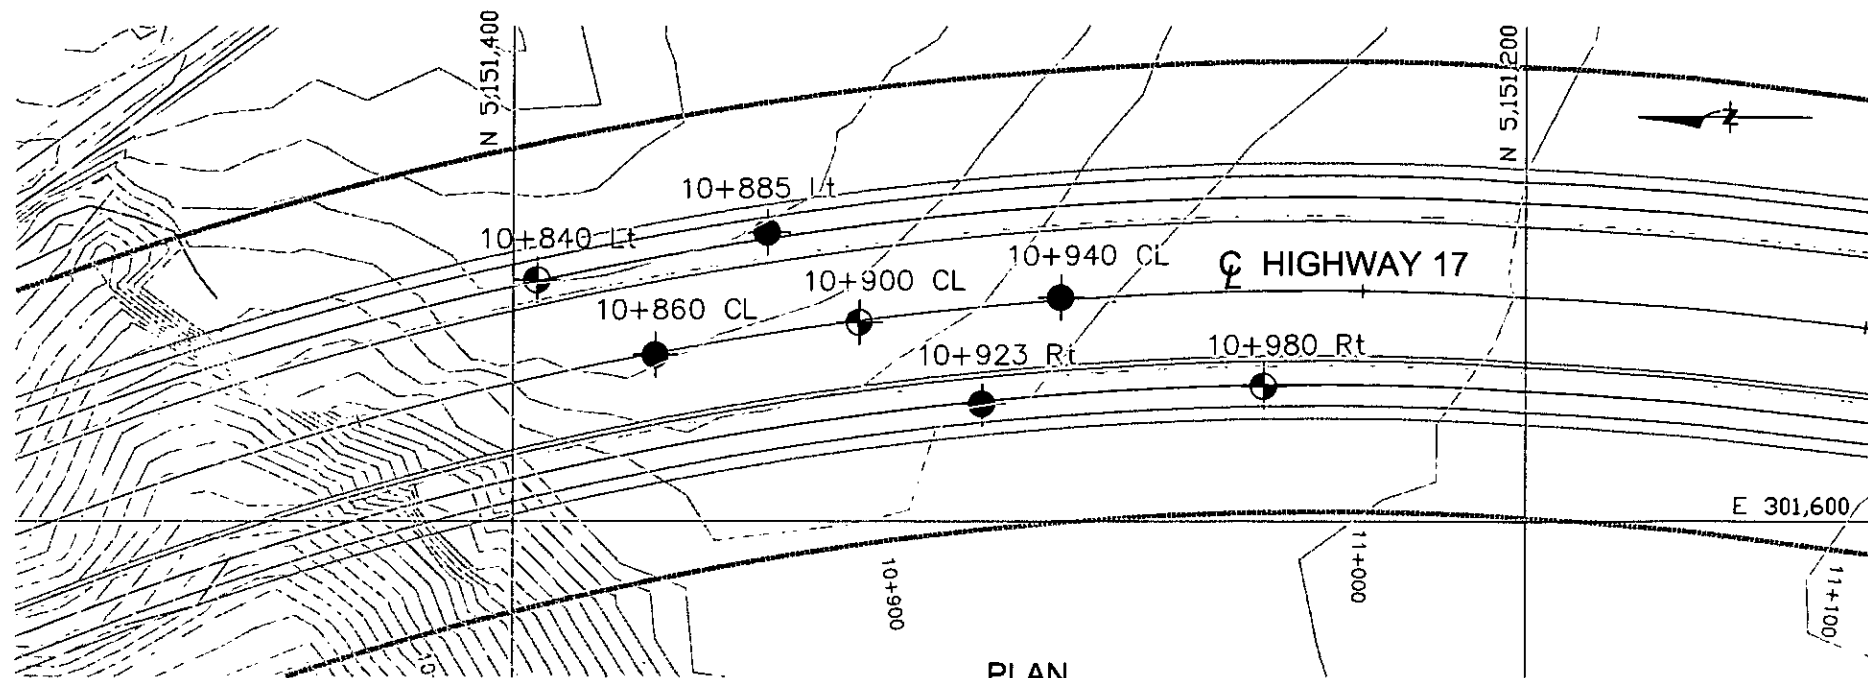 N 5,151,400
N 5,151,200
10+885 Lt
10+840 Lt
10+940 CL
℄ HIGHWAY 17
10+900 CL
10+860 CL
10+923 Rt
10+980 Rt
E 301,600
10+900
11+000
11+100
PLAN